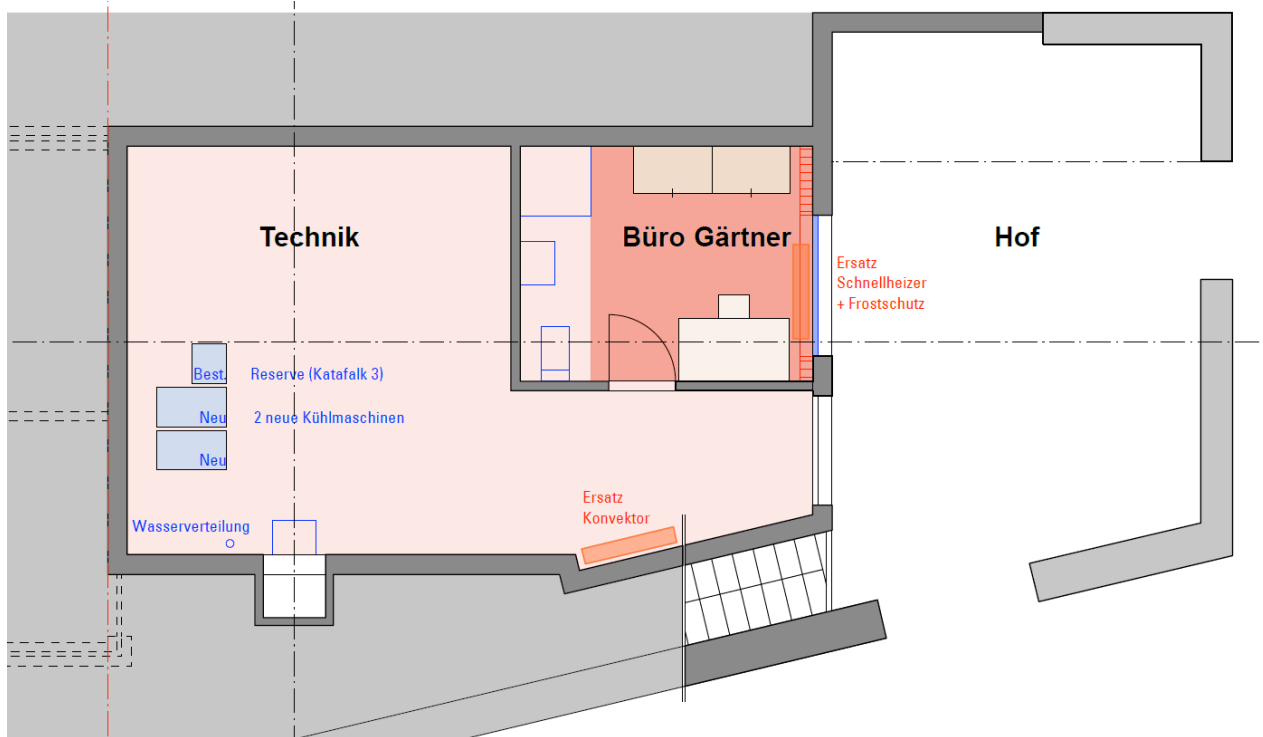 Technik
Büro Gärtner
Hof
Ersatz
Schnellheizer
+ Frostschutz
Best.
Reserve (Katafalk 3)
Neu
2 neue Kühlmaschinen
Neu
Ersatz
Konvektor
Wasserverteilung